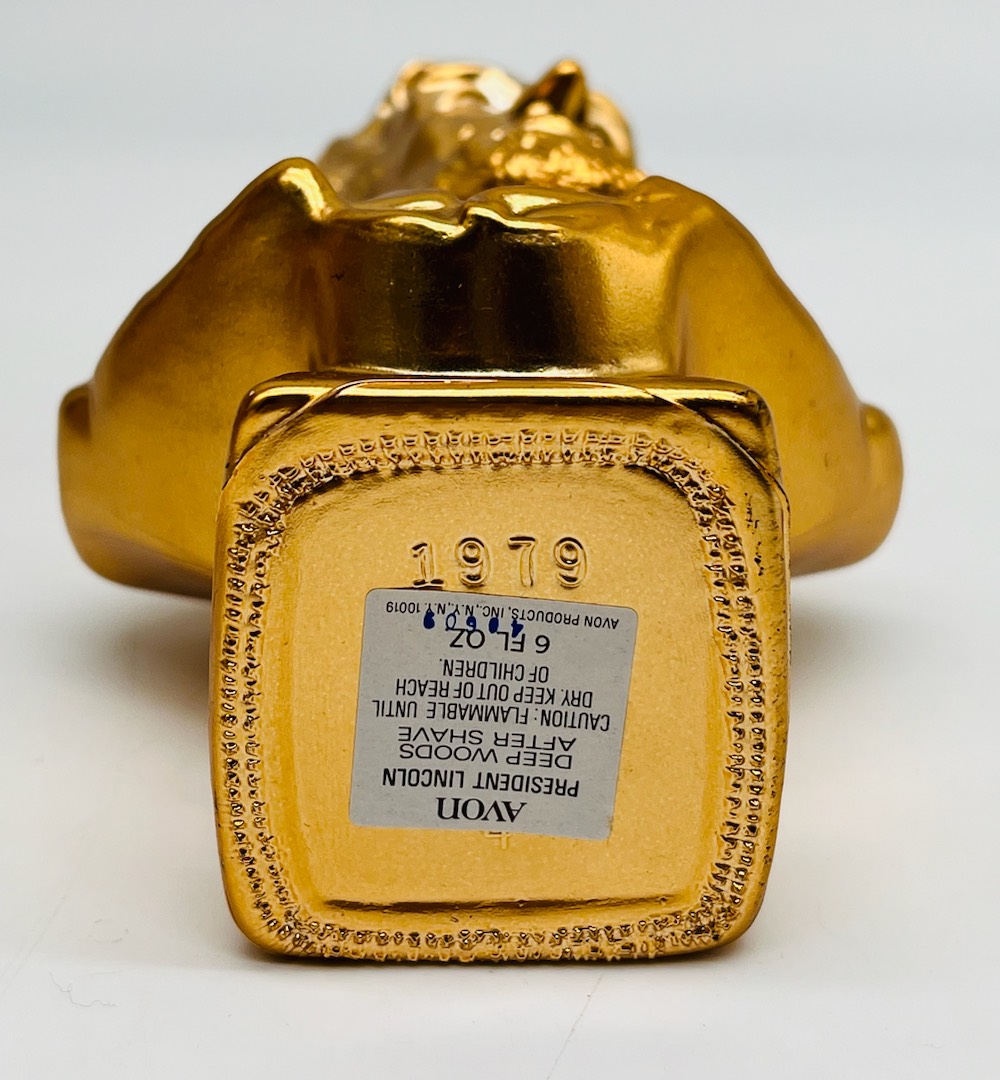 1979
AVON
PRESIDENT LINCOLN
DEEP WOODS
AFTER SHAVE
CAUTION: FLAMMABLE UNTIL
DRY. KEEP OUT OF REACH
OF CHILDREN.
6 FL OZ
AVON PRODUCTS, INC., N.Y., N.Y. 10019